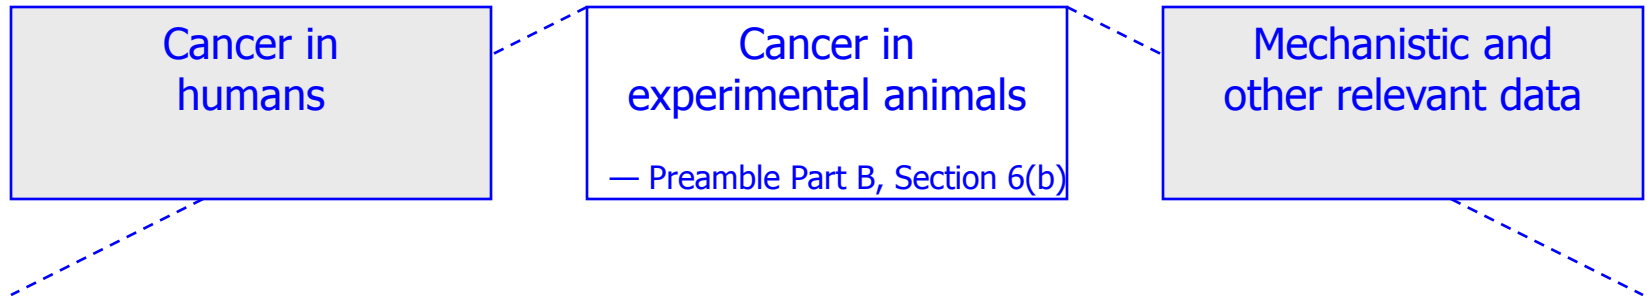 Cancer in
humans
Cancer in
experimental animals
— Preamble Part B, Section 6(b)
Mechanistic and
other relevant data